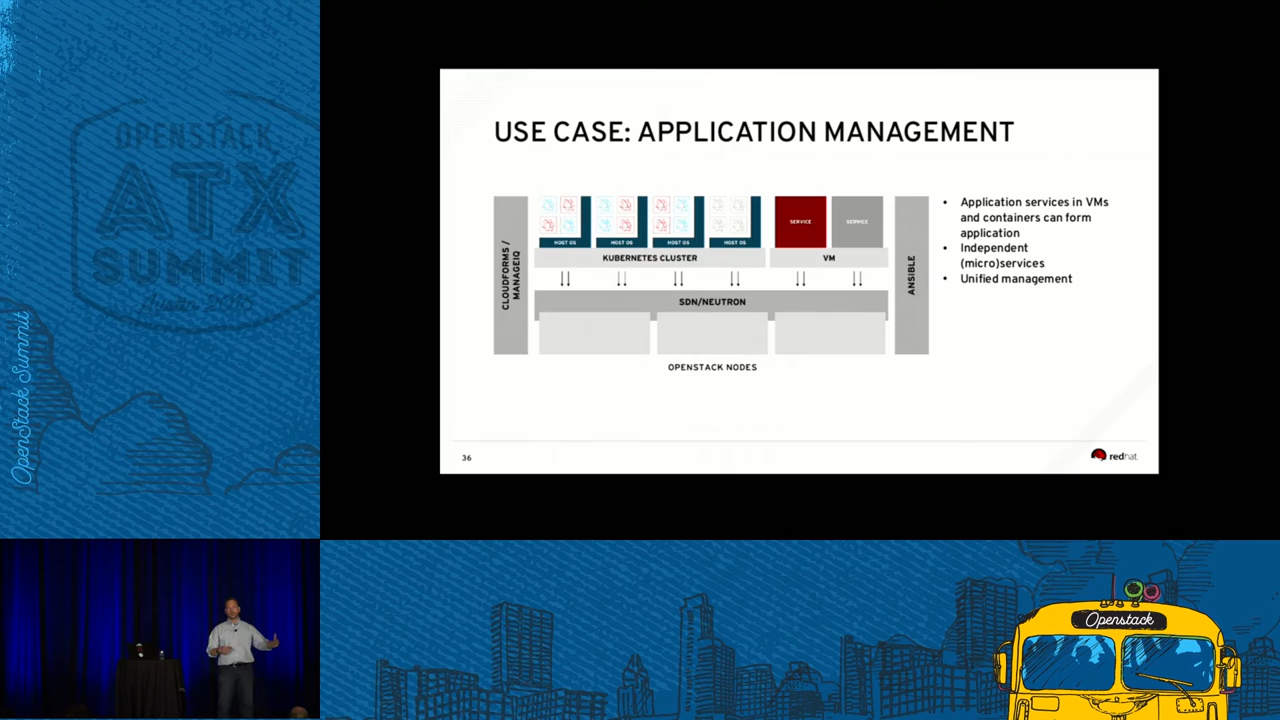 OPENSTACK
ATX
SUMMIT
OpenStack Summit
USE CASE: APPLICATION MANAGEMENT
CLOUDFORMS /
MANAGEIQ
HOST OS
HOST OS
HOST OS
HOST OS
SERVICE
SERVICE
KUBERNETES CLUSTER
VM
SDN/NEUTRON
OPENSTACK NODES
ANSIBLE
• Application services in VMs
and containers can form
application
• Independent
(micro)services
• Unified management
36
redhat.
Openstack